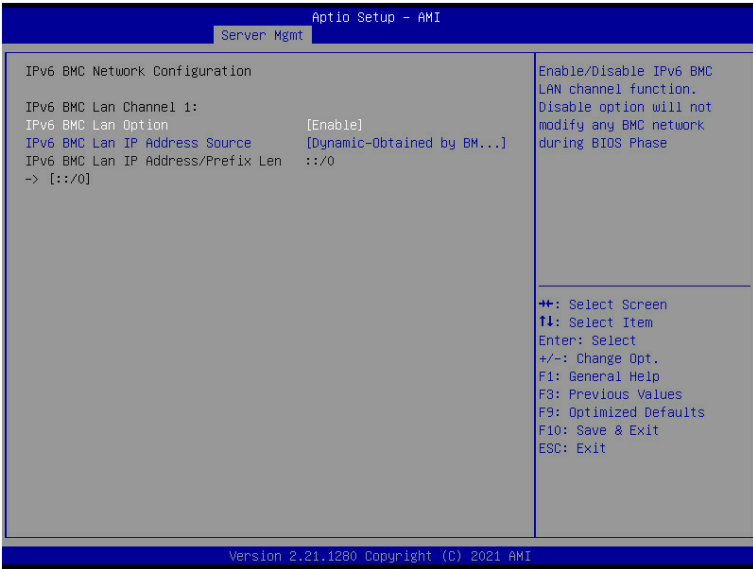 Aptio Setup – AMI
Server Mgmt
IPv6 BMC Network Configuration
IPv6 BMC Lan Channel 1:
IPv6 BMC Lan Option [Enable]
IPv6 BMC Lan IP Address Source [Dynamic-Obtained by BM...]
IPv6 BMC Lan IP Address/Prefix Len ::/0
-> [::/0]
Enable/Disable IPv6 BMC
LAN channel function.
Disable option will not
modify any BMC network
during BIOS Phase
→←: Select Screen
↑↓: Select Item
Enter: Select
+/-: Change Opt.
F1: General Help
F3: Previous Values
F9: Optimized Defaults
F10: Save & Exit
ESC: Exit
Version 2.21.1280 Copyright (C) 2021 AMI